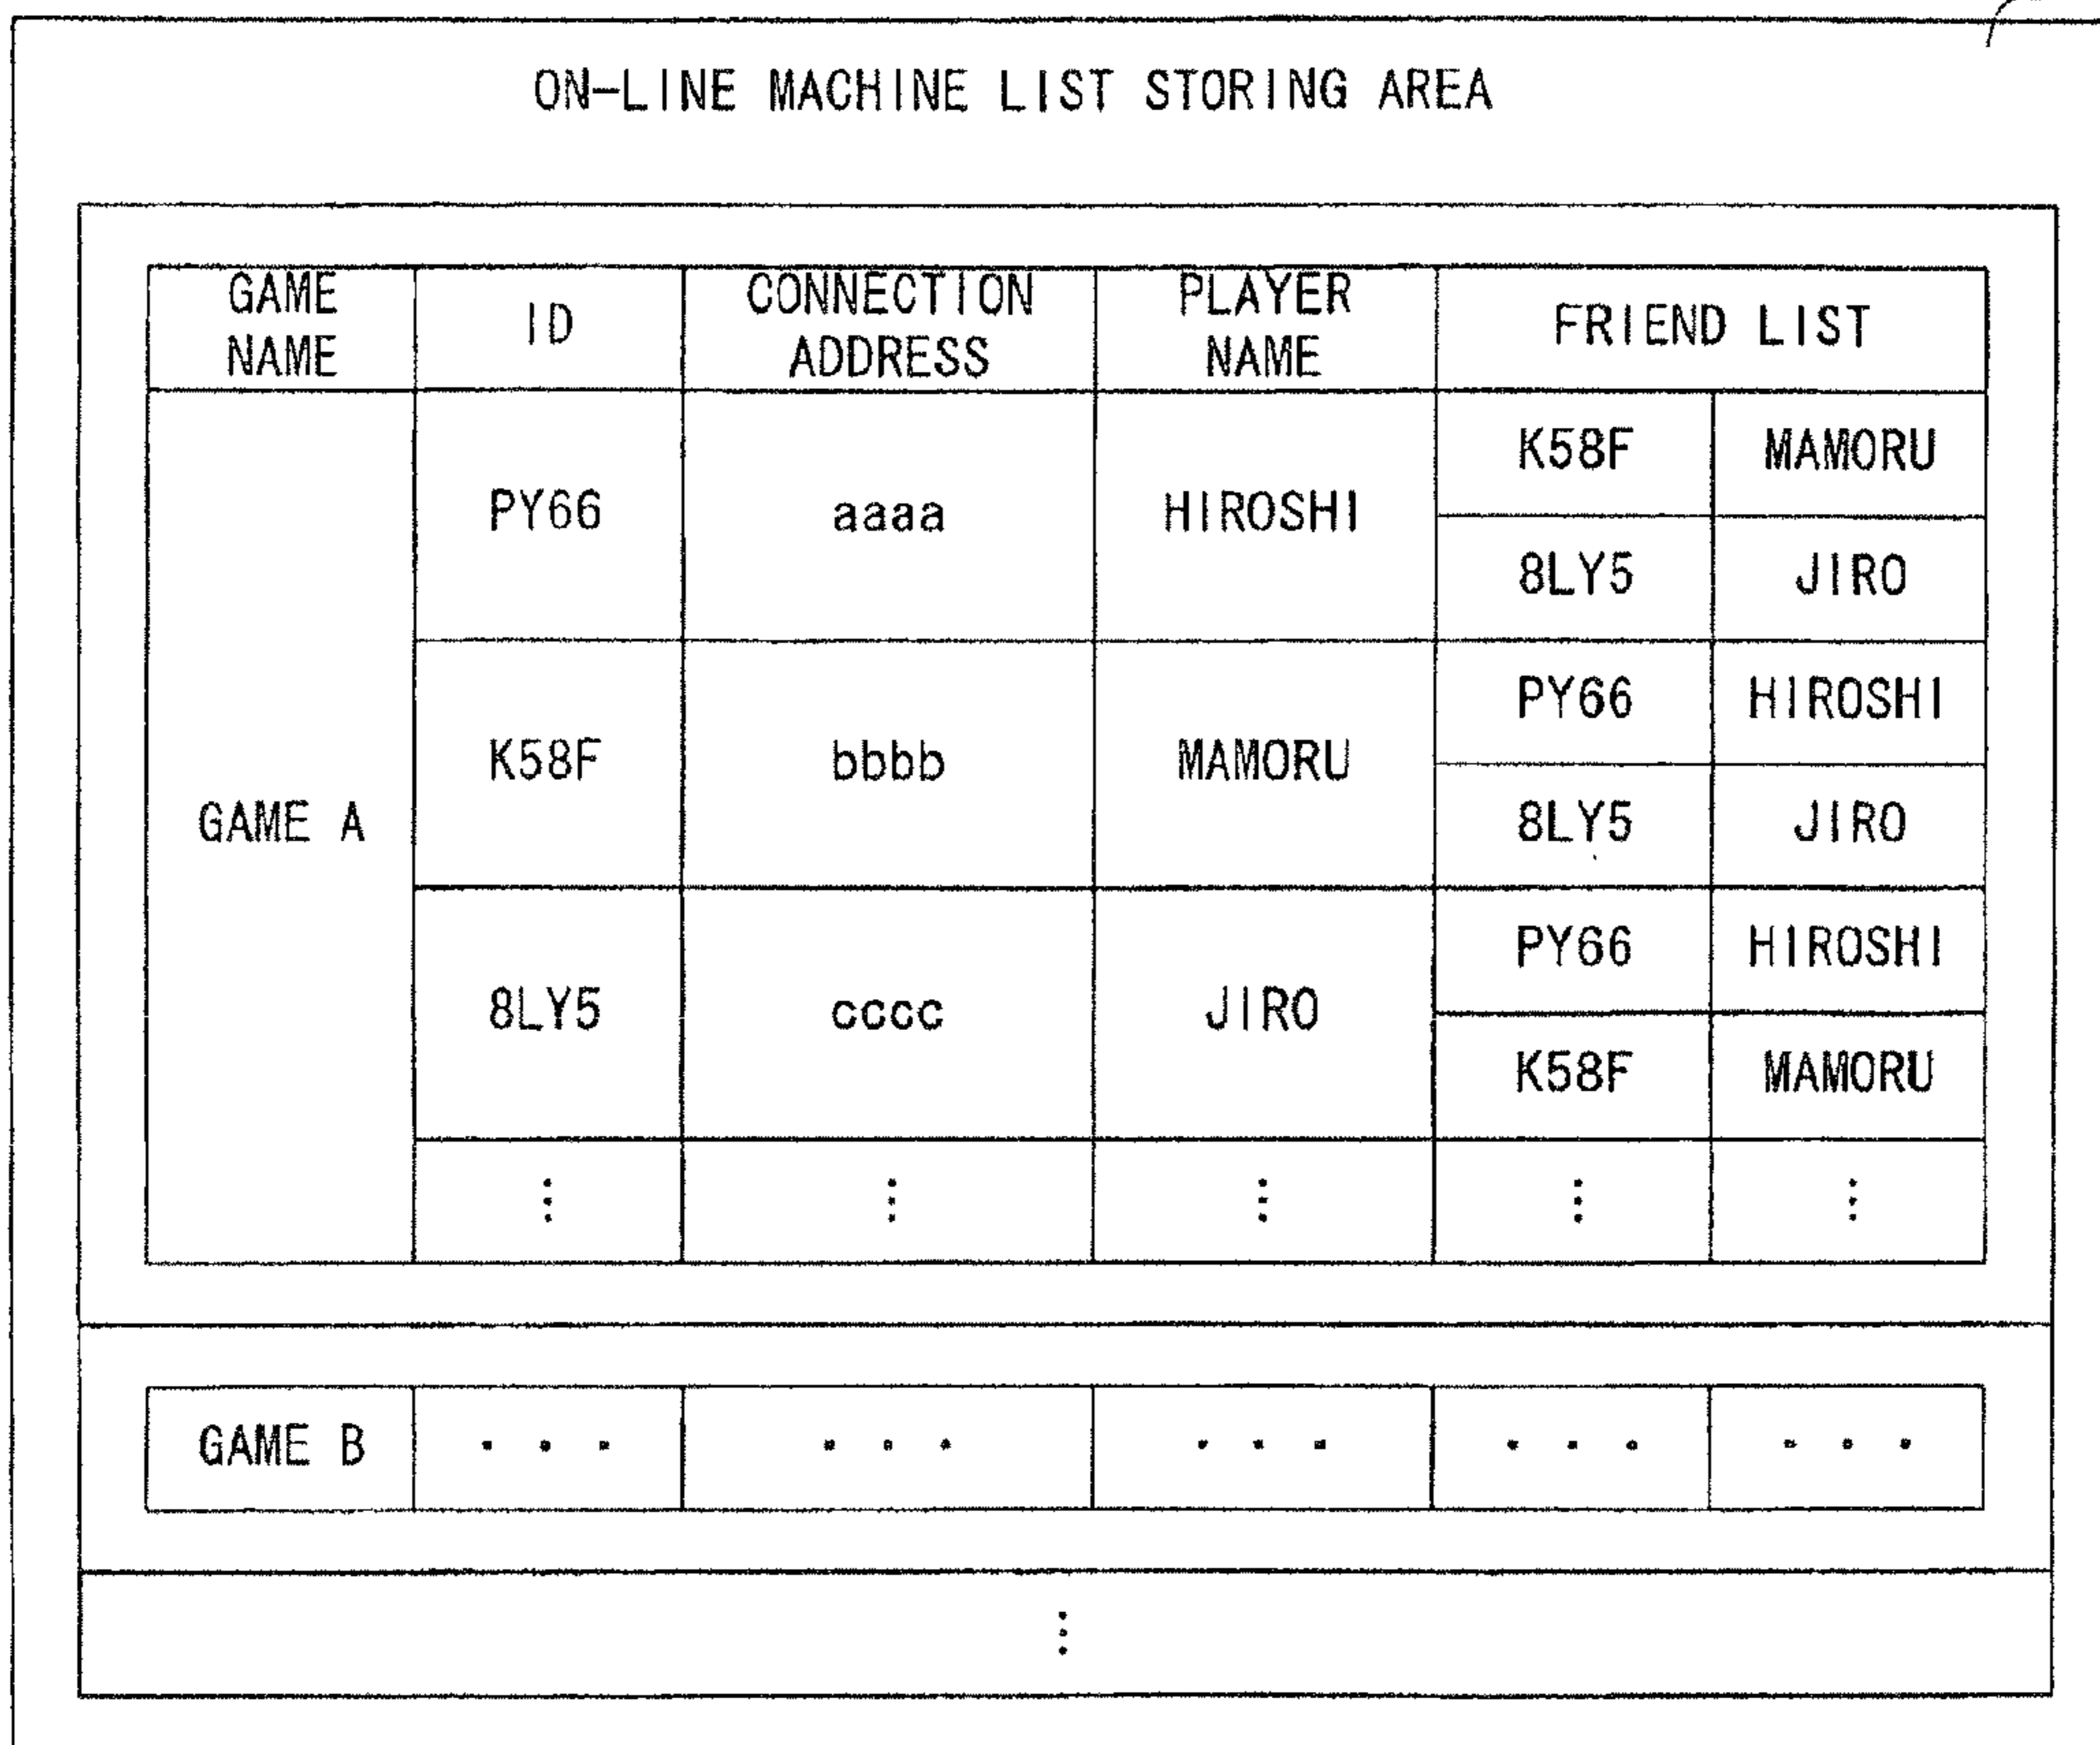 ON-LINE MACHINE LIST STORING AREA
GAME NAME ID CONNECTION ADDRESS PLAYER NAME FRIEND LIST
GAME A PY66 aaaa HIROSHI K58F MAMORU
8LY5 JIRO
K58F bbbb MAMORU PY66 HIROSHI
8LY5 JIRO
8LY5 cccc JIRO PY66 HIROSHI
K58F MAMORU
⋮ ⋮ ⋮ ⋮ ⋮
GAME B ・・・ ・・・ ・・・ ・・・ ・・・
⋮